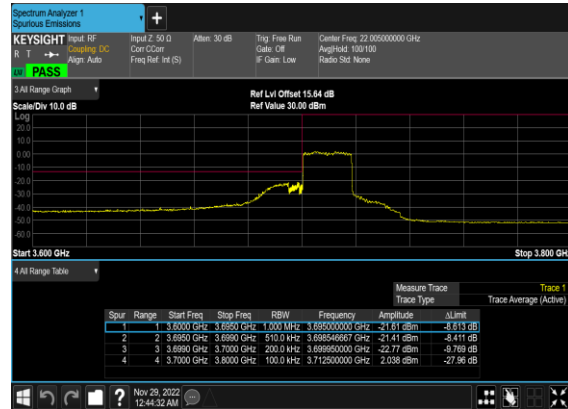 Spectrum Analyzer 1
Spurious Emissions
+
KEYSIGHT Input: RF Input Z: 50 Ω Atten: 30 dB Trig: Free Run Center Freq: 22.005000000 GHz
R T Coupling: DC Corr CCorr Gate: Off Avg|Hold: 100/100
Align: Auto Freq Ref: Int (S) IF Gain: Low Radio Std: None
LW PASS
3 All Range Graph
Ref Lvl Offset 15.64 dB
Scale/Div 10.0 dB Ref Value 30.00 dBm
Log
20.0
10.0
0.00
-10.0
-20.0
-30.0
-40.0
-50.0
-60.0
Start 3.600 GHz Stop 3.800 GHz
4 All Range Table
Measure Trace Trace 1
Trace Type Trace Average (Active)
Spur Range Start Freq Stop Freq RBW Frequency Amplitude ΔLimit
1 1 3.6000 GHz 3.6950 GHz 1.000 MHz 3.695000000 GHz -21.61 dBm -8.613 dB
2 2 3.6950 GHz 3.6990 GHz 510.0 kHz 3.698546667 GHz -21.41 dBm -8.411 dB
3 3 3.6990 GHz 3.7000 GHz 200.0 kHz 3.699950000 GHz -22.77 dBm -9.769 dB
4 4 3.7000 GHz 3.8000 GHz 100.0 kHz 3.712500000 GHz 2.038 dBm -27.96 dB
? Nov 29, 2022
12:44:32 AM